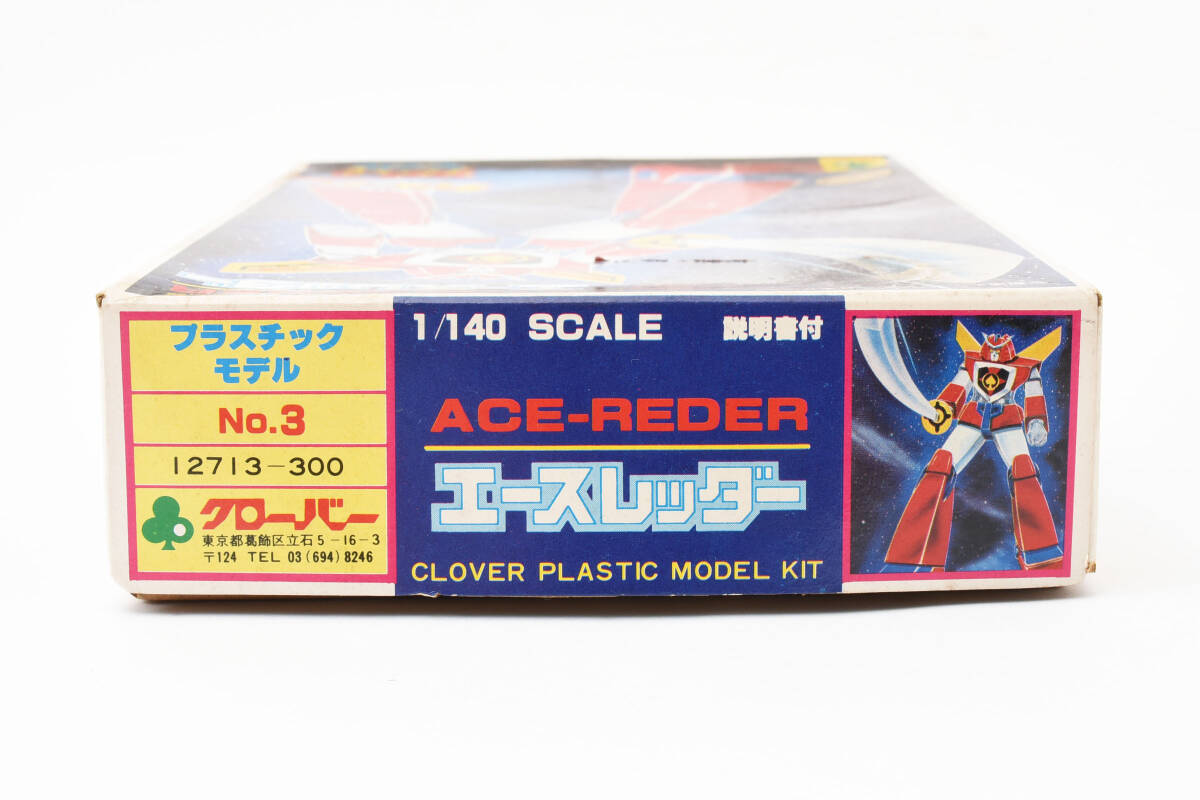 プラスチック
モデル
No.3
12713-300
クローバー
東京都葛飾区立石5-16-3
〒124 TEL 03(694)8246
1/140 SCALE 説明書付
ACE-REDER
エースレッダー
CLOVER PLASTIC MODEL KIT